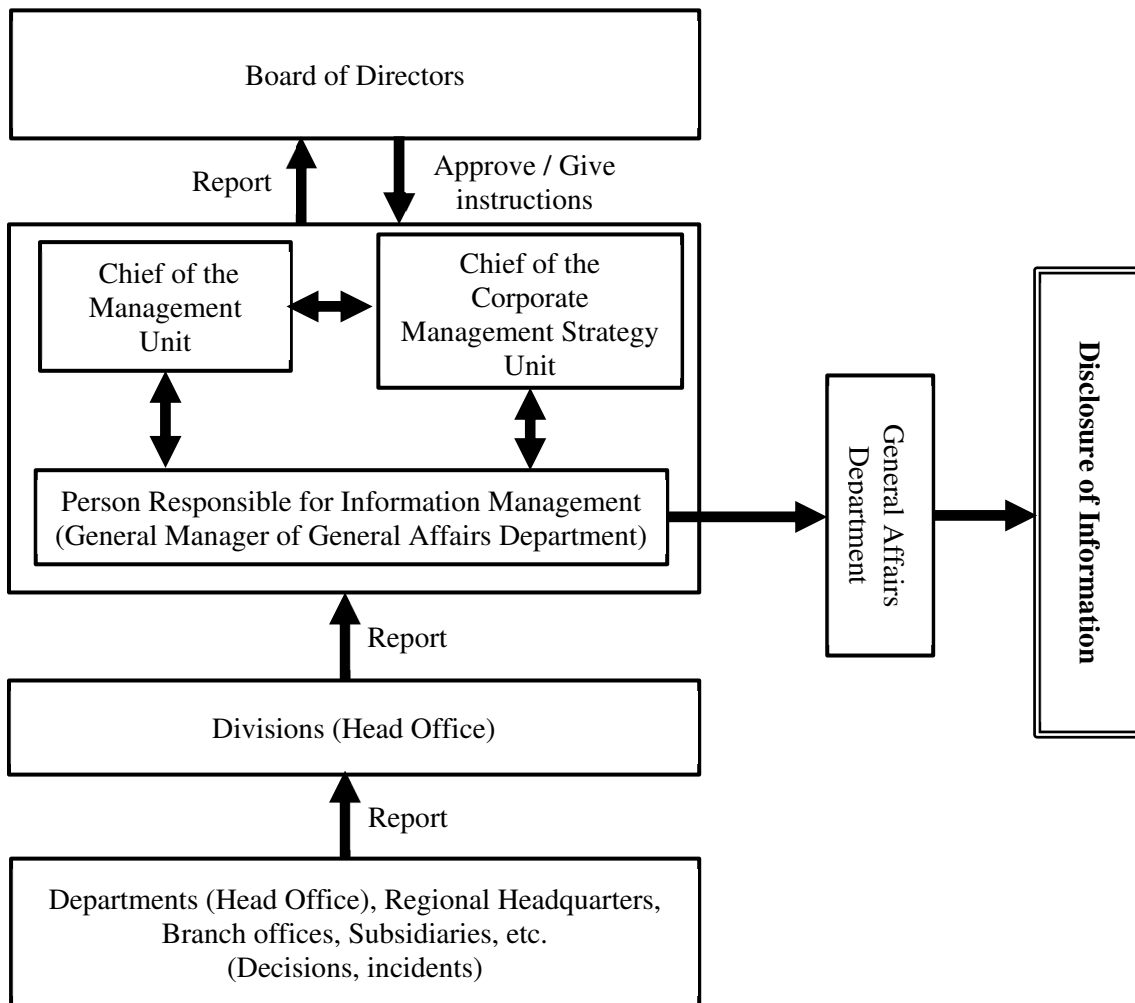 Board of Directors
Report
Approve / Give
instructions
Chief of the
Management
Unit
Chief of the
Corporate
Management Strategy
Unit
Person Responsible for Information Management
(General Manager of General Affairs Department)
General Affairs
Department
Disclosure of Information
Report
Divisions (Head Office)
Report
Departments (Head Office), Regional Headquarters,
Branch offices, Subsidiaries, etc.
(Decisions, incidents)